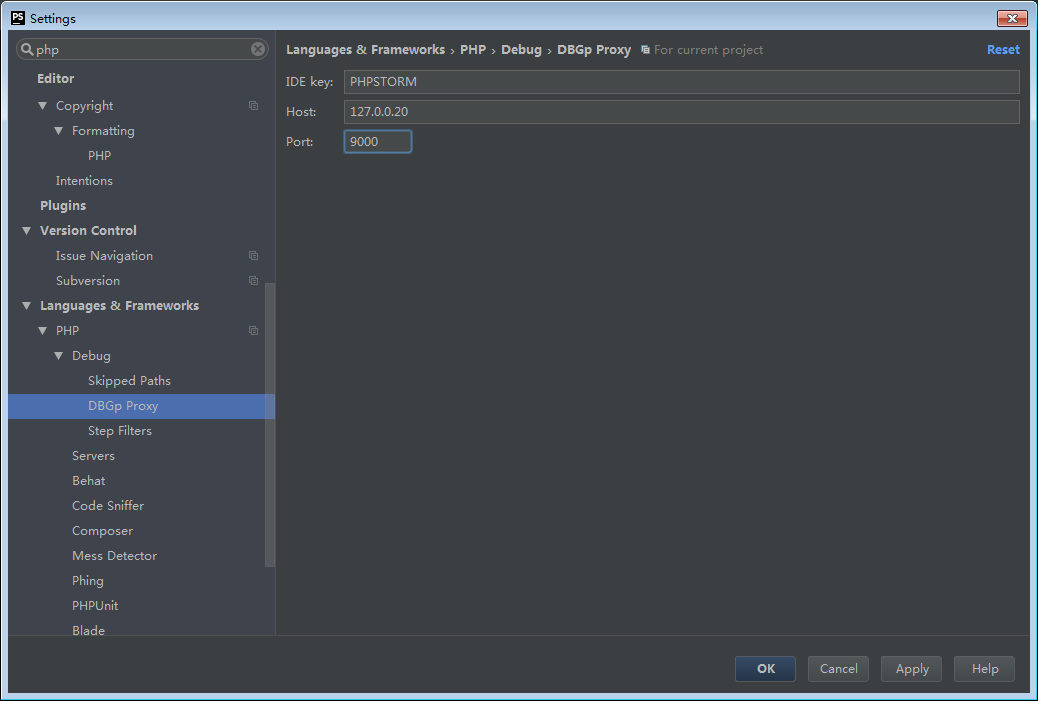 PS Settings
php
Editor
Copyright
Formatting
PHP
Intentions
Plugins
Version Control
Issue Navigation
Subversion
Languages & Frameworks
PHP
Debug
Skipped Paths
DBGp Proxy
Step Filters
Servers
Behat
Code Sniffer
Composer
Mess Detector
Phing
PHPUnit
Blade
Languages & Frameworks › PHP › Debug › DBGp Proxy For current project Reset
IDE key: PHPSTORM
Host: 127.0.0.20
Port: 9000
OK Cancel Apply Help